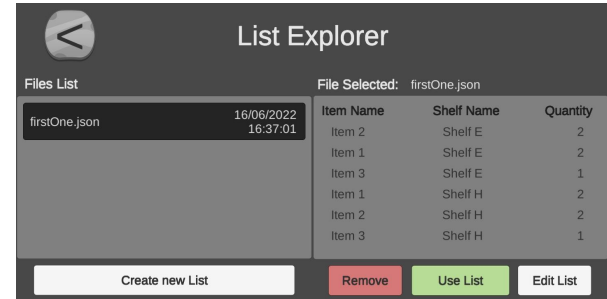 List Explorer
Files List
File Selected: firstOne.json
firstOne.json 16/06/2022
16:37:01
Item Name Shelf Name Quantity
Item 2 Shelf E 2
Item 1 Shelf E 2
Item 3 Shelf E 1
Item 1 Shelf H 2
Item 2 Shelf H 2
Item 3 Shelf H 1
Create new List
Remove
Use List
Edit List